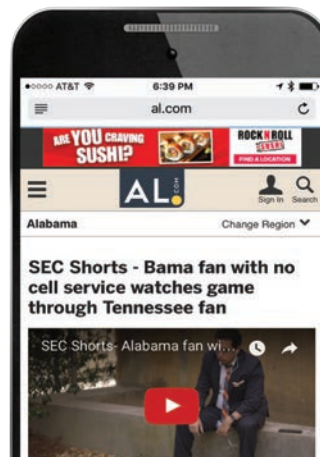 AT&T 6:39 PM
al.com
ARE YOU CRAVING
SUSHI?
ROCK N ROLL
SUSHI
FIND A LOCATION
AL.COM
Sign In Search
Alabama Change Region
SEC Shorts - Bama fan with no
cell service watches game
through Tennessee fan
SEC Shorts- Alabama fan wi...